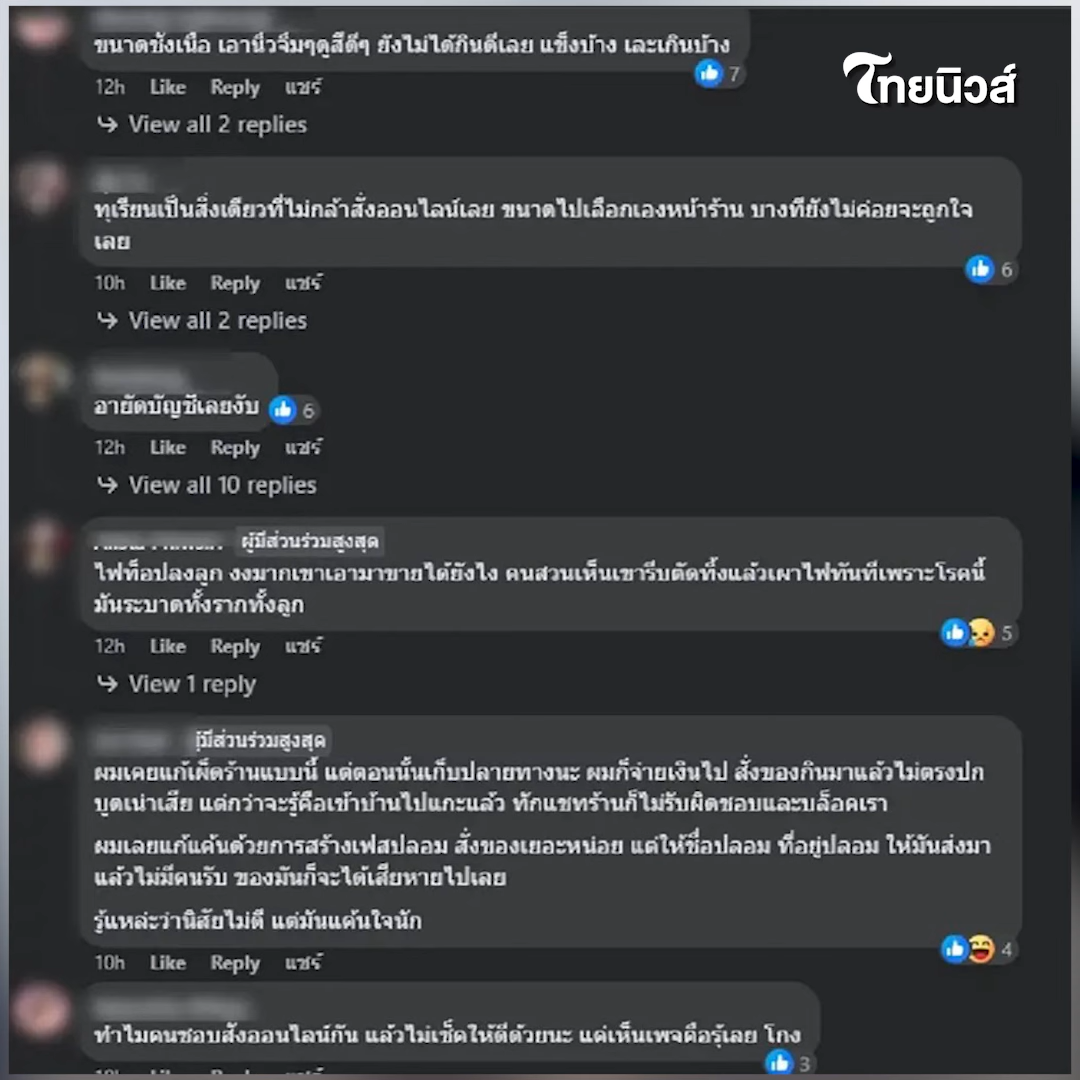 ขนาดชั่งเนื้อ เอานิ้วจิ้มๆดูสีดีๆ ยังไม่ได้กินดีเลย แข็งบ้าง เละเกินบ้าง
7
ไทยนิวส์
12h Like Reply แชร์
View all 2 replies
ทุเรียนเป็นสิ่งเดียวที่ไม่กล้าสั่งออนไลน์เลย ขนาดไปเลือกเองหน้าร้าน บางทียังไม่ค่อยจะถูกใจ
เลย
6
10h Like Reply แชร์
View all 2 replies
อายัดบัญชีเลยงับ
6
12h Like Reply แชร์
View all 10 replies
ผู้มีส่วนร่วมสูงสุด
ไฟท็อปลงลูก งงมากเขาเอามาขายได้ยังไง คนสวนเห็นเขารีบตัดทิ้งแล้วเผาไฟทันทีเพราะโรคนี้
มันระบาดทั้งรากทั้งลูก
5
12h Like Reply แชร์
View 1 reply
ผู้มีส่วนร่วมสูงสุด
ผมเคยแก้เผ็ดร้านแบบนี้ แต่ตอนนั้นเก็บปลายทางนะ ผมก็จ่ายเงินไป สั่งของกินมาแล้วไม่ตรงปก
บูดเน่าเสีย แต่กว่าจะรู้คือเข้าบ้านไปแกะแล้ว ทักแชทร้านก็ไม่รับผิดชอบและบล็อคเรา
ผมเลยแก้แค้นด้วยการสร้างเฟสปลอม สั่งของเยอะหน่อย แต่ให้ชื่อปลอม ที่อยู่ปลอม ให้มันส่งมา
แล้วไม่มีคนรับ ของมันก็จะได้เสียหายไปเลย
รู้แหล่ะว่านิสัยไม่ดี แต่มันแค้นใจนัก
4
10h Like Reply แชร์
ทำไมคนชอบสั่งออนไลน์กัน แล้วไม่เช็คให้ดีด้วยนะ แค่เห็นเพจคือรู้เลย โกง
3